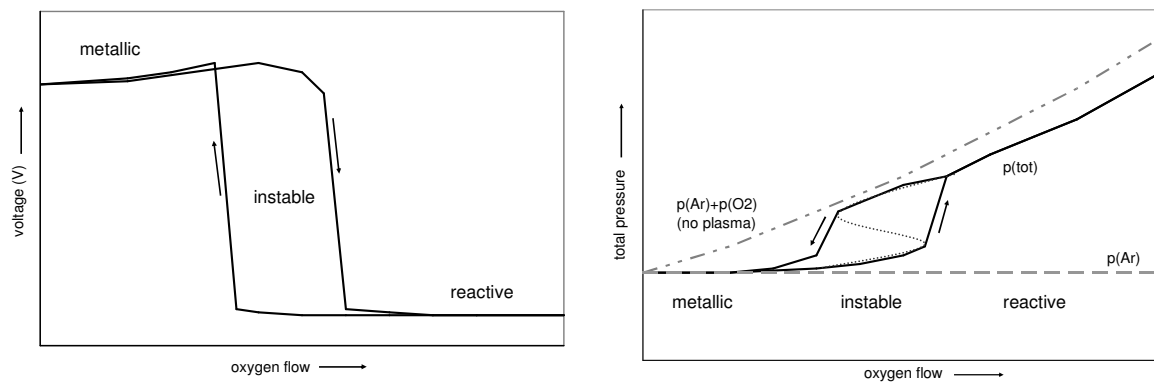 metallic
voltage (V)
instable
reactive
oxygen flow
total pressure
p(Ar)+p(O2)
(no plasma)
p(tot)
p(Ar)
metallic
instable
reactive
oxygen flow